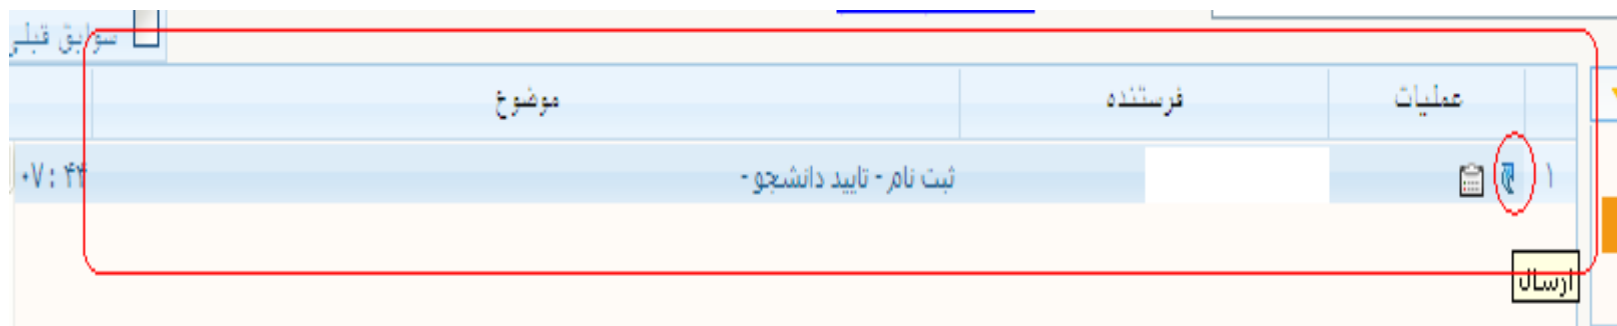 سوابق قبلی
عملیات فرستنده موضوع
۱ ثبت نام - تایید دانشجو - ۰۷:۴۴
ارسال